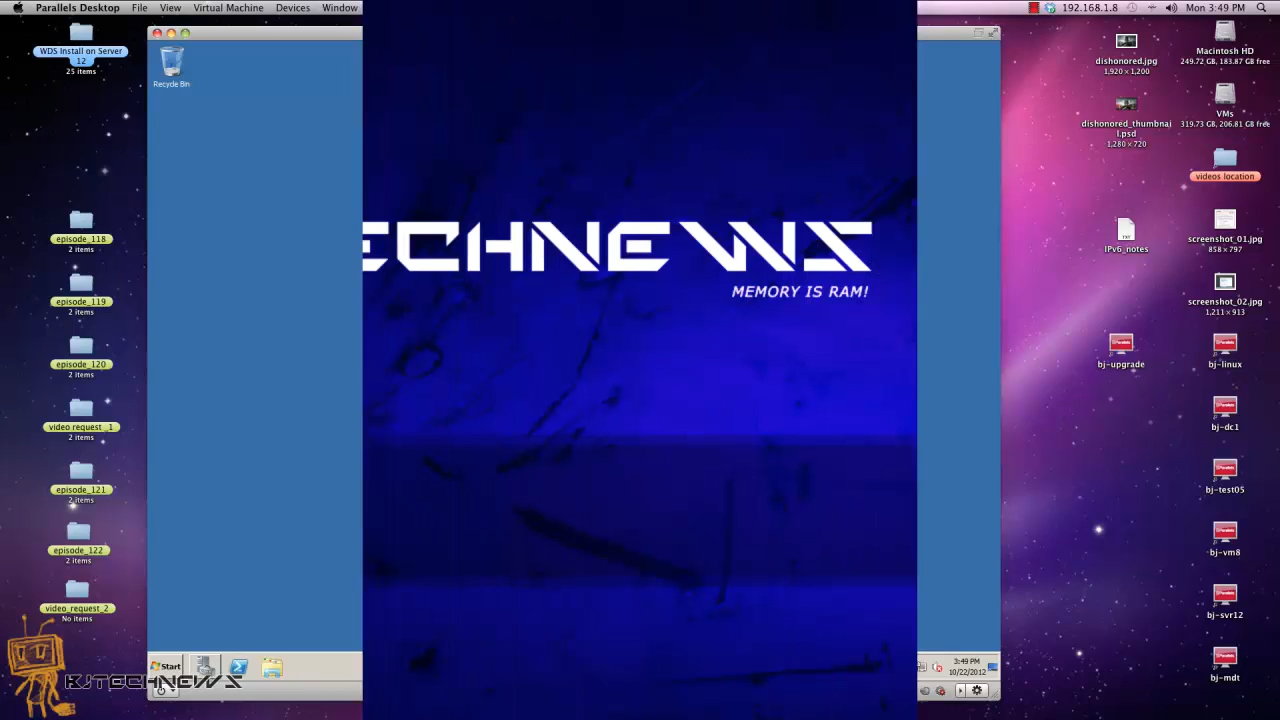 Parallels Desktop File View Virtual Machine Devices Window
192.168.1.8 Mon 3:49 PM
WDS Install on Server
12
25 items
Recycle Bin
episode_118
2 items
episode_119
2 items
episode_120
2 items
video request _1
2 items
episode_121
2 items
episode_122
2 items
video_request_2
No items
ECHNEWS
MEMORY IS RAM!
dishonored.jpg
1,920 × 1,200
dishonored_thumbnai
l.psd
1,280 × 720
IPv6_notes
bj-upgrade
Macintosh HD
249.72 GB, 183.87 GB free
VMs
319.73 GB, 206.81 GB free
videos location
screenshot_01.jpg
858 × 797
screenshot_02.jpg
1,211 × 913
bj-linux
bj-dc1
bj-test05
bj-vm8
bj-svr12
bj-mdt
Start
3:49 PM
10/22/2012
BJTECHNEWS